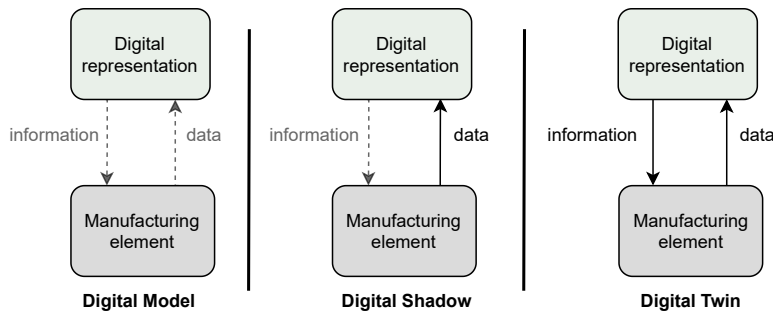 Digital
representation
information
data
Manufacturing
element
Digital Model
Digital
representation
information
data
Manufacturing
element
Digital Shadow
Digital
representation
information
data
Manufacturing
element
Digital Twin